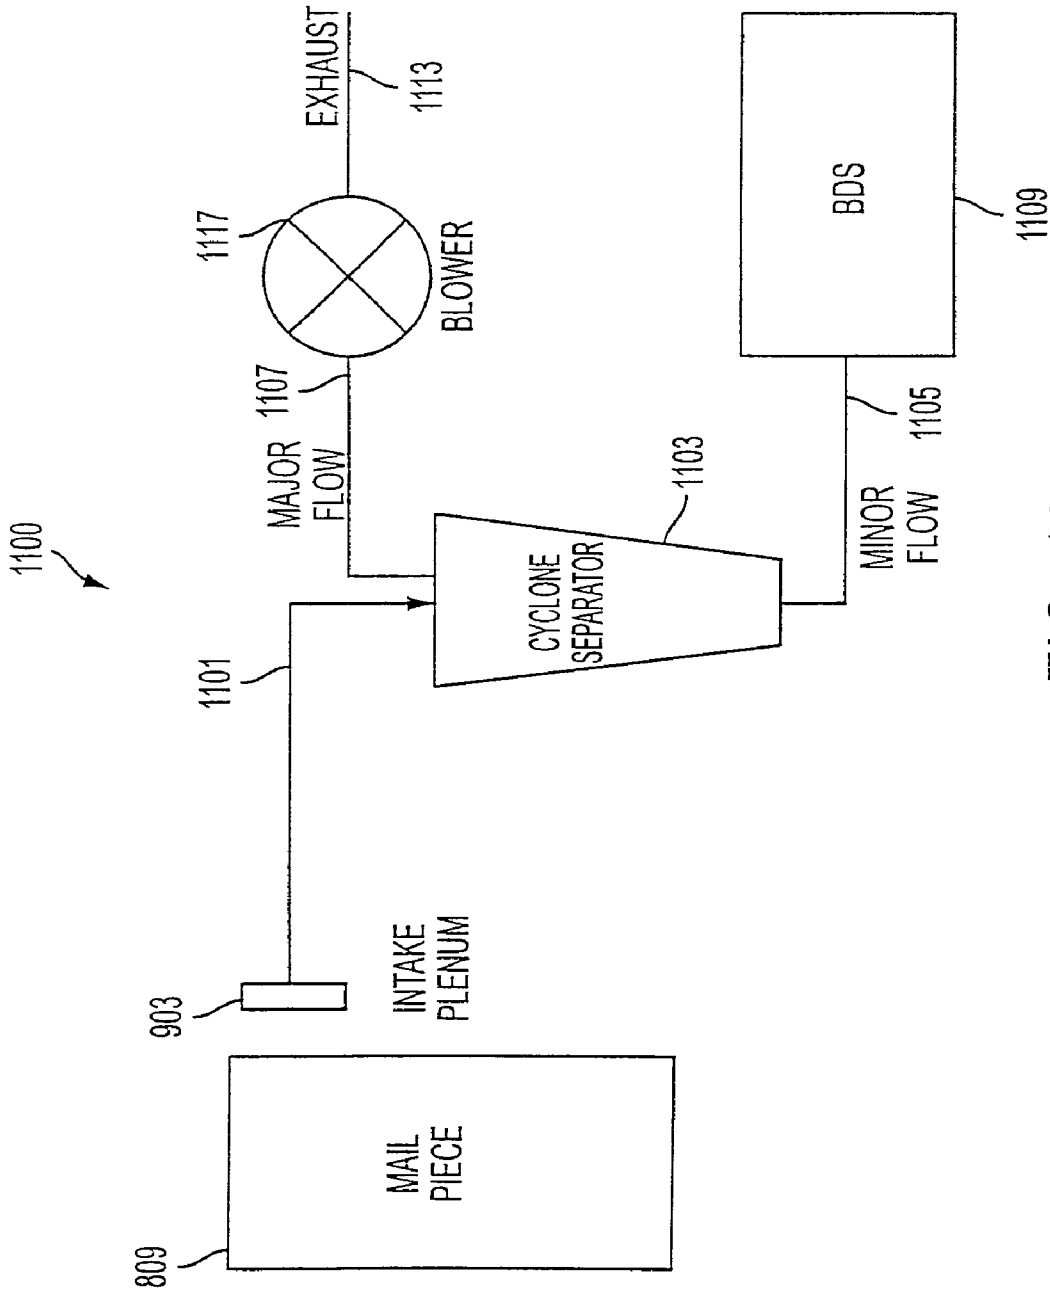 1100
809
MAIL
PIECE
903
INTAKE
PLENUM
1101
CYCLONE
SEPARATOR
1103
MAJOR
FLOW
1107
1117
BLOWER
EXHAUST
1113
MINOR
FLOW
1105
BDS
1109